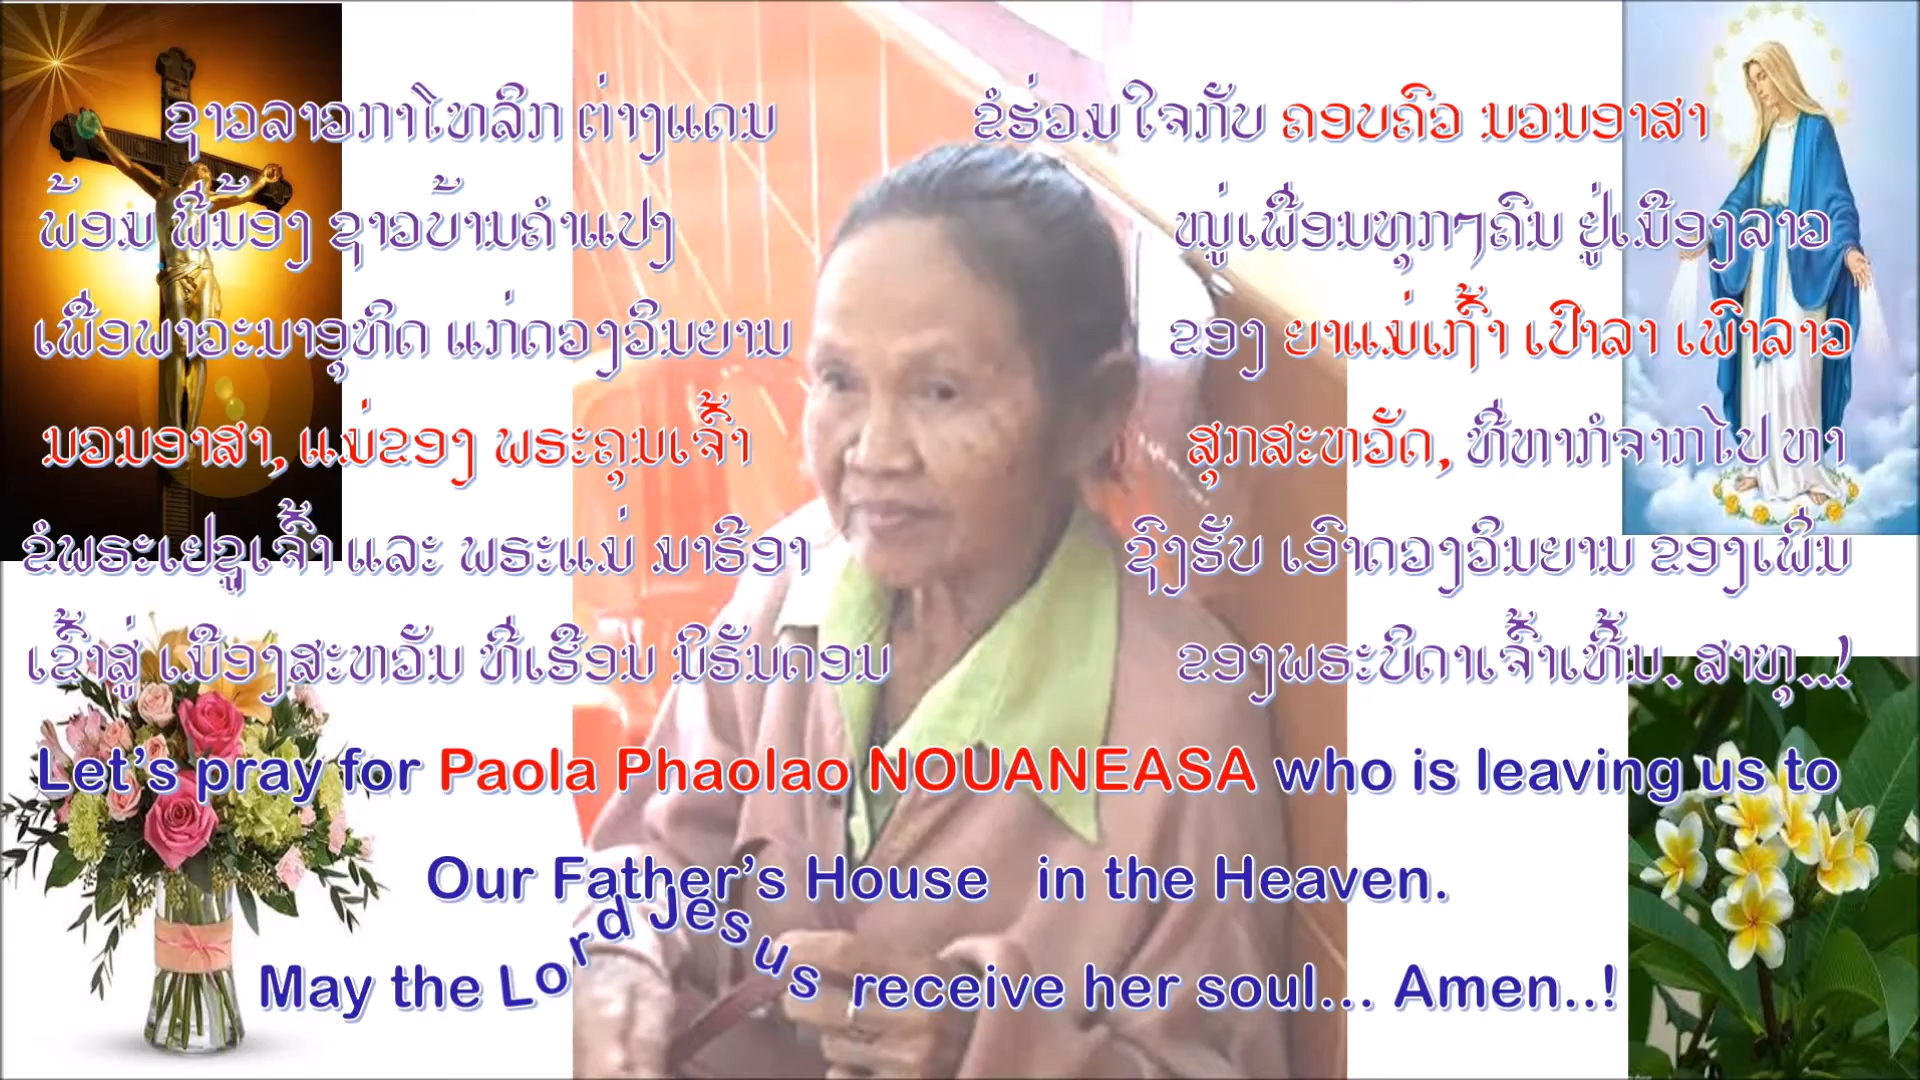 ຊາວລາວກາໂທລິກ ຕ່າງແດນ ຂໍຮ່ວມໃຈກັບ ຄອບຄົວ ນວນອາສາ
ພ້ອມ ພີ່ນ້ອງ ຊາວບ້ານຄຳແປງ ໝູ່ເພື່ອນທຸກໆຄົນ ຢູ່ເມືອງລາວ
ເພື່ອພາວະນາອຸທິດ ແກ່ດວງວິນຍານ ຂອງ ຍາແມ່ເຖົ້າ ເປົາລາ ເພົາລາວ
ນວນອາສາ, ແມ່ຂອງ ພຣະຄຸນເຈົ້າ ສຸກສະຫວັດ, ທີ່ຫາກໍຈາກໄປ ຫາ
ຂໍພຣະເຢຊູເຈົ້າ ແລະ ພຣະແມ່ ມາຣີອາ ຊົງຮັບ ເອົາດວງວິນຍານ ຂອງເພິ່ນ
ເຂົ້າສູ່ ເມືອງສະຫວັນ ທີ່ເຮືອນ ນິຣັນດອນ ຂອງພຣະບິດາເຈົ້າເທີ້ນ. ສາທຸ...!
Let's pray for Paola Phaolao NOUANEASA who is leaving us to
Our Father's House in the Heaven.
May the Lord Jesus receive her soul... Amen..!